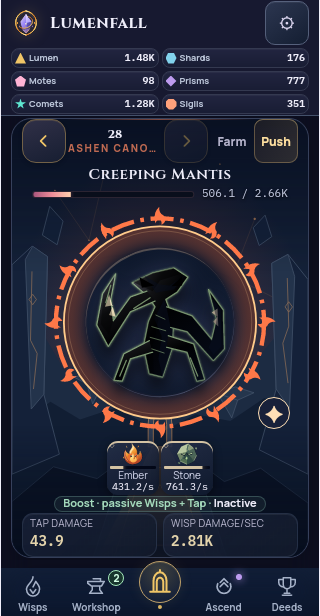 LUMENFALL
Lumen 1.48K
Shards 176
Motes 98
Prisms 777
Comets 1.28K
Sigils 351
28
ASHEN CANO...
Farm
Push
CREEPING MANTIS
506.1 / 2.66K
Ember
431.2/s
Stone
761.3/s
Boost · passive Wisps + Tap · Inactive
TAP DAMAGE
43.9
WISP DAMAGE/SEC
2.81K
Wisps
Workshop
2
Ascend
Deeds